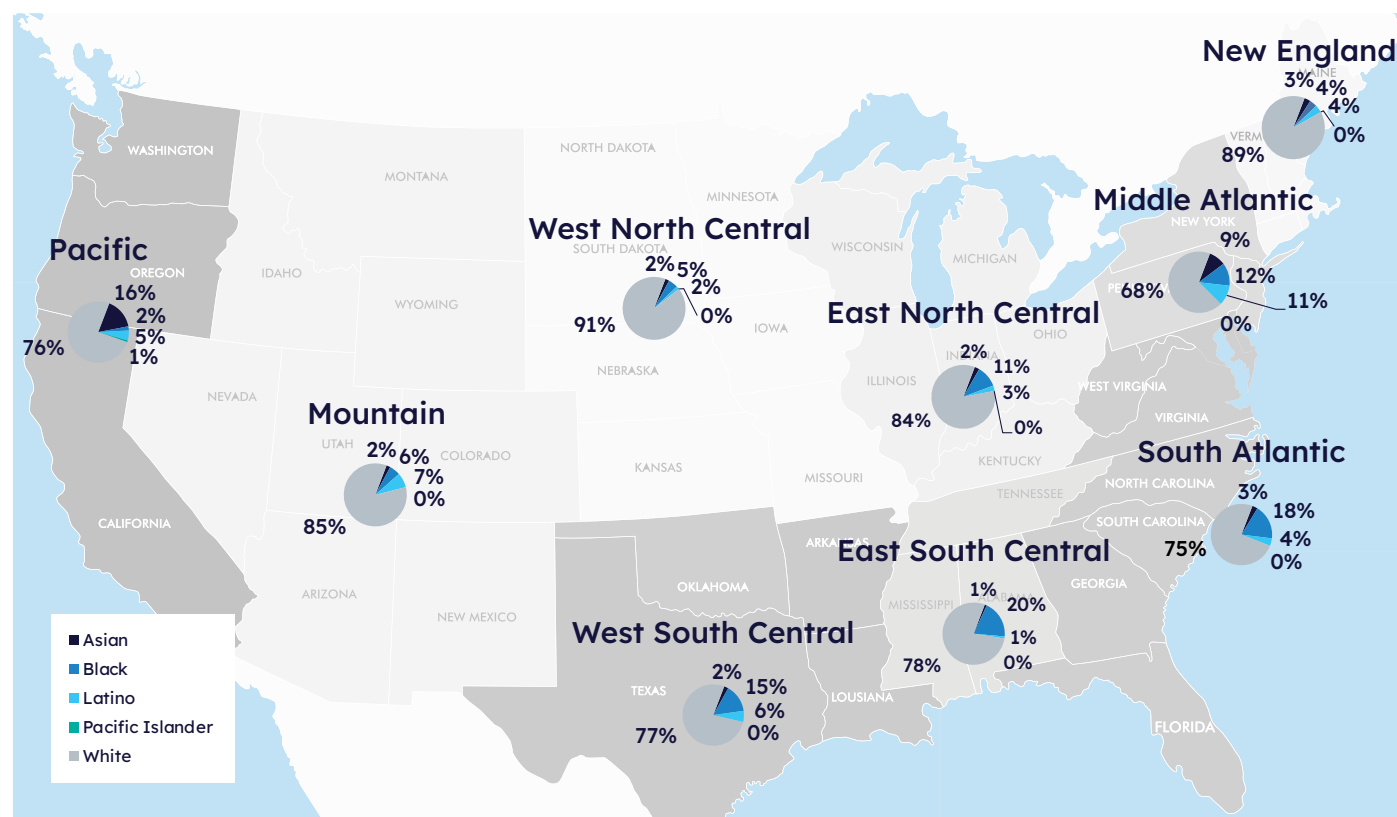 New England
MAINE
3%
4%
4%
0%
VERM
89%
WASHINGTON
MONTANA
NORTH DAKOTA
MINNESOTA
Middle Atlantic
NEW YORK
9%
12%
68%
11%
0%
West North Central
SOUTH DAKOTA
2%
5%
2%
0%
91%
WISCONSIN
MICHIGAN
Pacific
OREGON
16%
2%
5%
1%
76%
IDAHO
WYOMING
IOWA
East North Central
OHIO
2%
11%
3%
0%
84%
ILLINOIS
NEBRASKA
NEVADA
WEST VIRGINIA
VIRGINIA
Mountain
UTAH
COLORADO
2%
6%
7%
0%
85%
KANSAS
MISSOURI
KENTUCKY
TENNESSEE
South Atlantic
NORTH CAROLINA
SOUTH CAROLINA
3%
18%
4%
0%
75%
CALIFORNIA
ARIZONA
NEW MEXICO
OKLAHOMA
East South Central
MISSISSIPPI
GEORGIA
1%
20%
1%
0%
78%
West South Central
TEXAS
LOUSIANA
2%
15%
6%
0%
77%
FLORIDA
Asian
Black
Latino
Pacific Islander
White